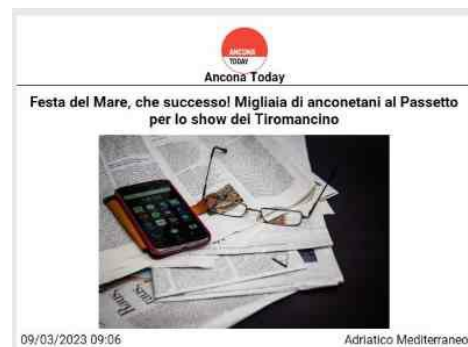 ANCONA
TODAY
Ancona Today
Festa del Mare, che successo! Migliaia di anconetani al Passetto
per lo show dei Tiromancino
09/03/2023 09:06
Adriatico Mediterraneo